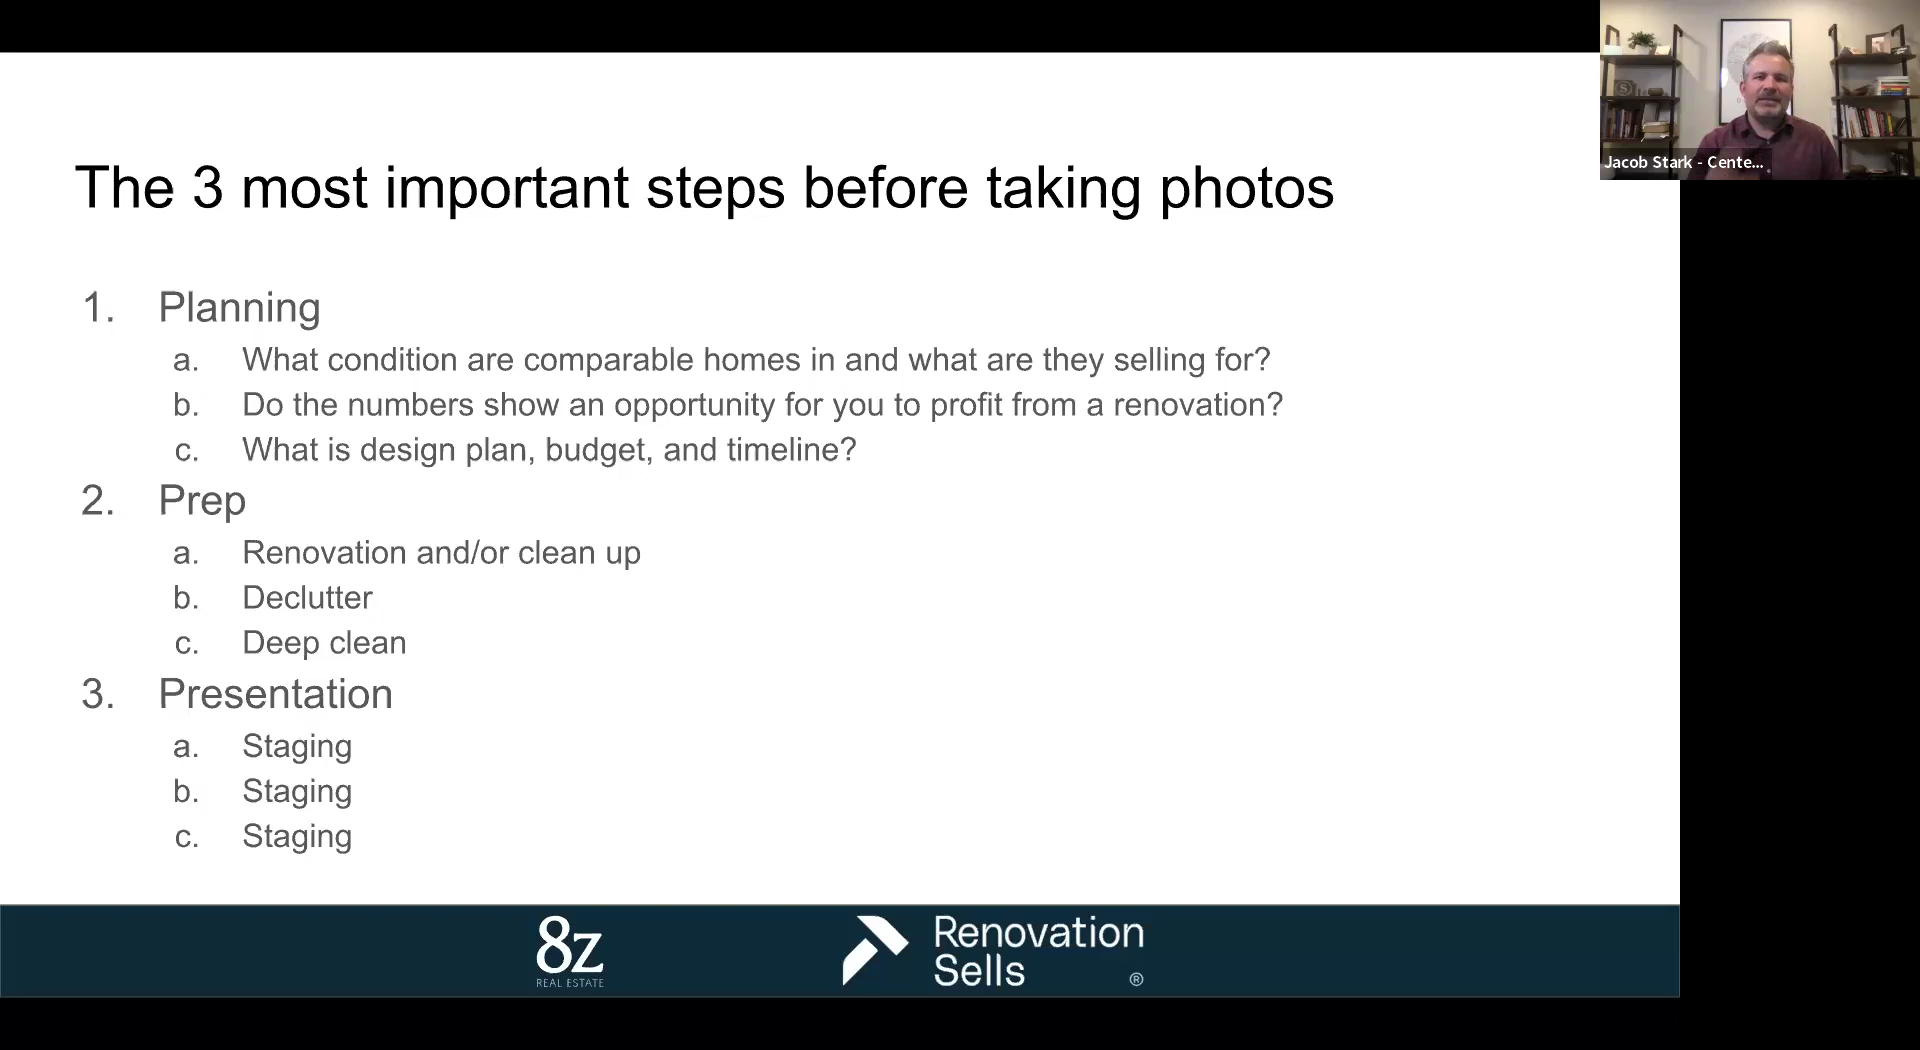 The 3 most important steps before taking photos
1. Planning
a. What condition are comparable homes in and what are they selling for?
b. Do the numbers show an opportunity for you to profit from a renovation?
c. What is design plan, budget, and timeline?
2. Prep
a. Renovation and/or clean up
b. Declutter
c. Deep clean
3. Presentation
a. Staging
b. Staging
c. Staging
8z
REAL ESTATE
Renovation
Sells
®
Jacob Stark - Cente...